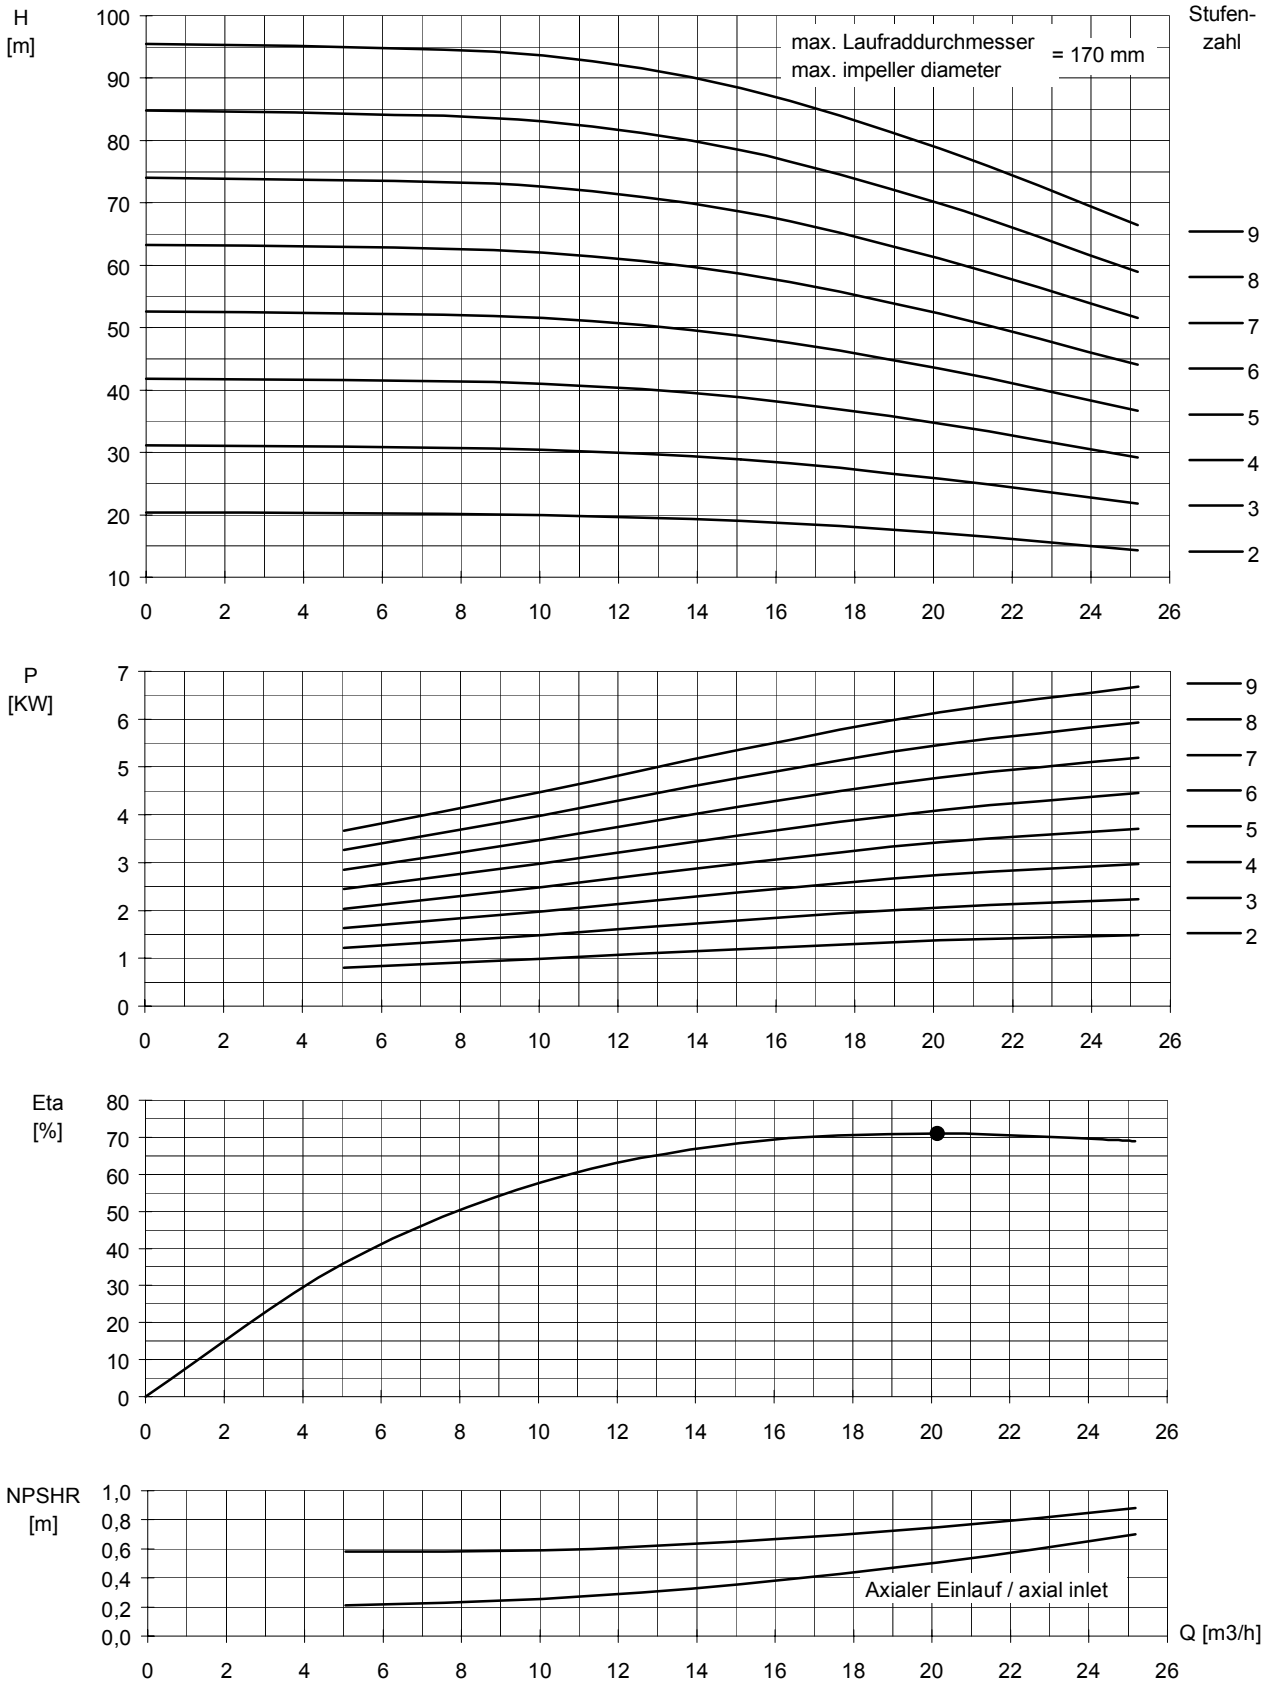 H
[m]
100
90
80
70
60
50
40
30
20
10
0 2 4 6 8 10 12 14 16 18 20 22 24 26
max. Laufraddurchmesser
max. impeller diameter
= 170 mm
Stufen-
zahl
9
8
7
6
5
4
3
2
P
[KW]
7
6
5
4
3
2
1
0
0 2 4 6 8 10 12 14 16 18 20 22 24 26
9
8
7
6
5
4
3
2
Eta
[%]
80
70
60
50
40
30
20
10
0
0 2 4 6 8 10 12 14 16 18 20 22 24 26
NPSHR
[m]
1,0
0,8
0,6
0,4
0,2
0,0
Axialer Einlauf / axial inlet
Q [m3/h]
0 2 4 6 8 10 12 14 16 18 20 22 24 26